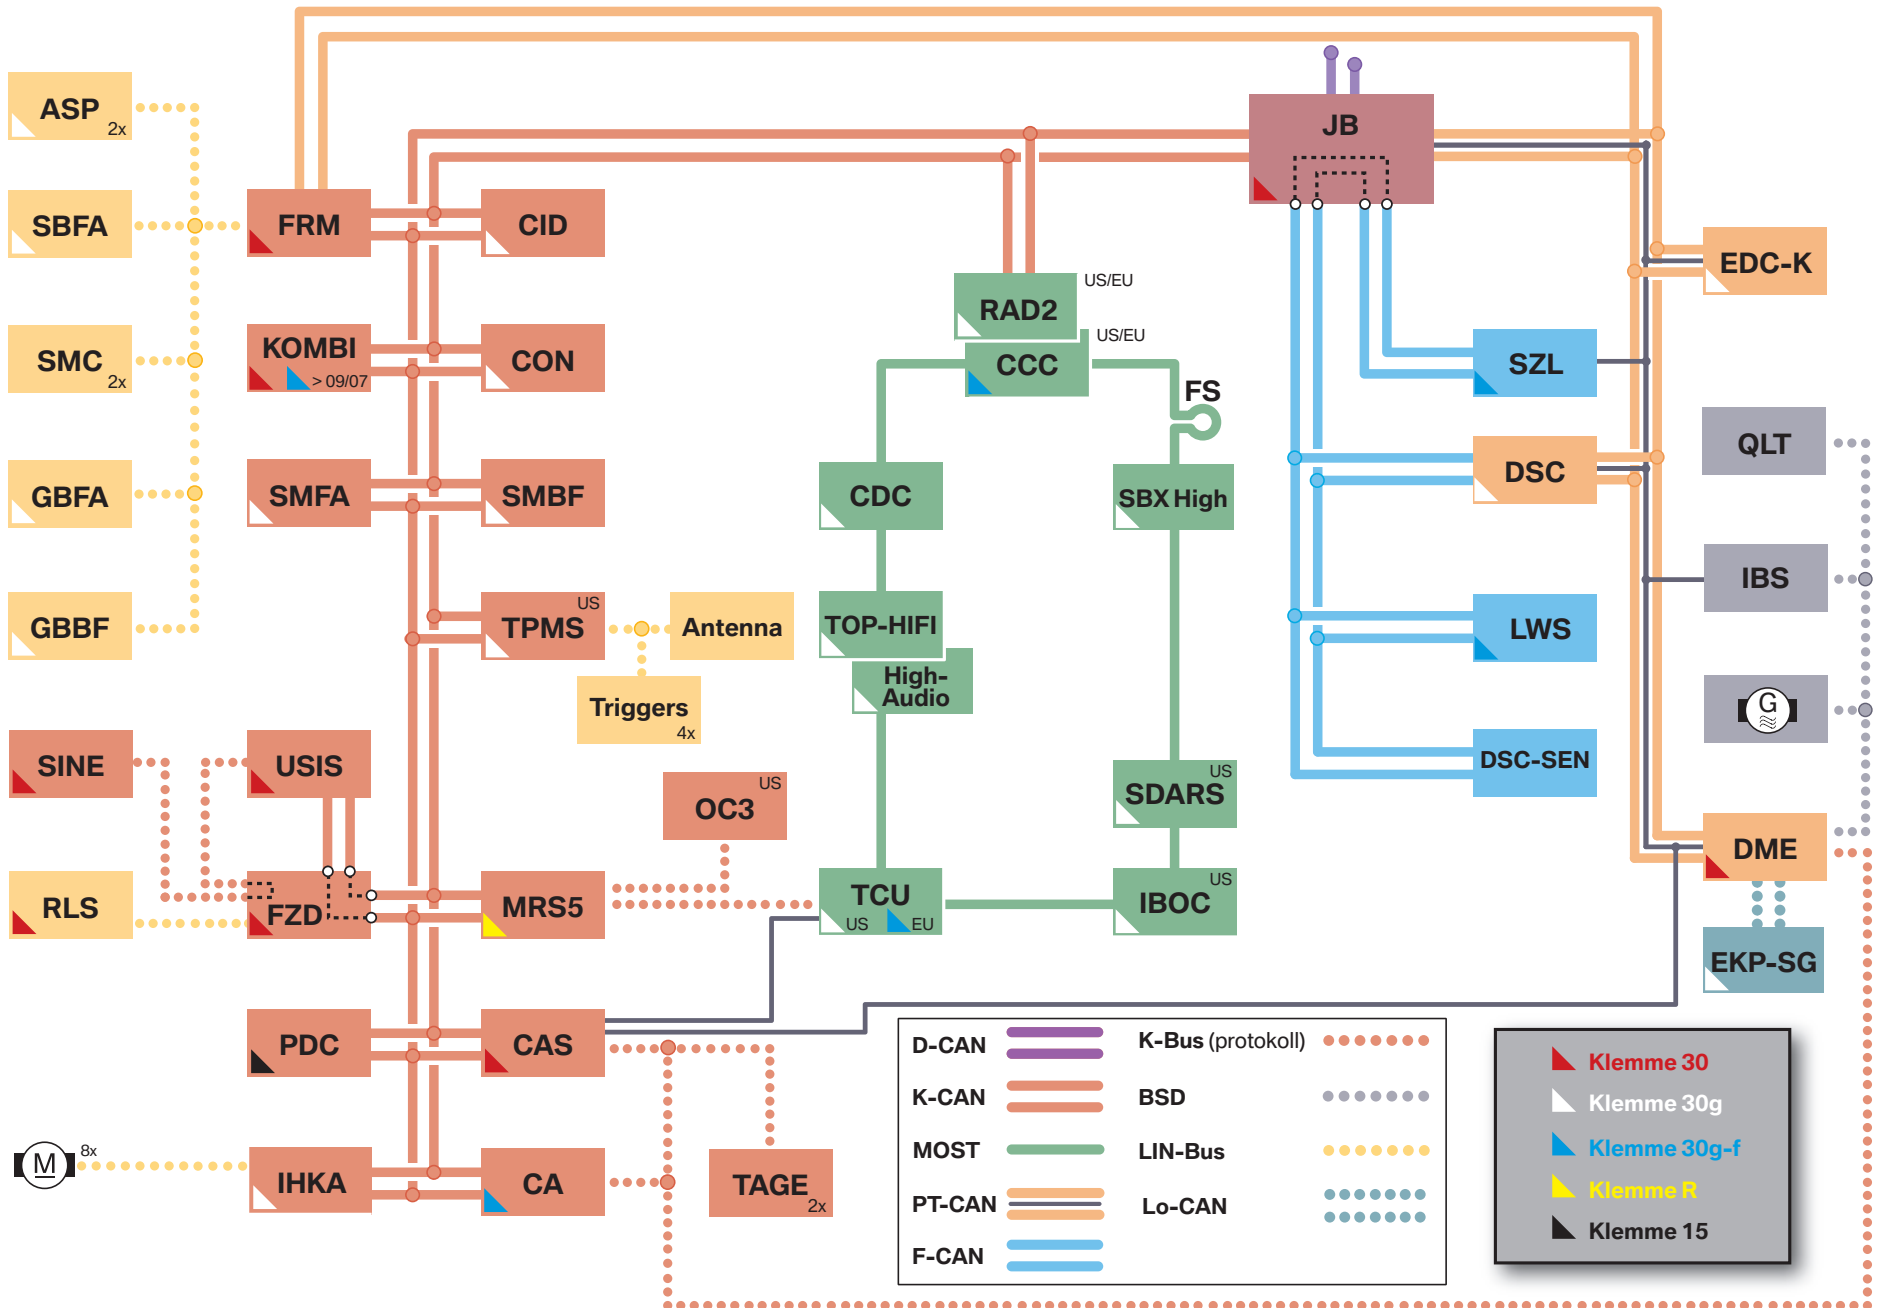 JB
ASP
2x
SBFA
FRM
CID
EDC-K
RAD2
US/EU
CCC
US/EU
FS
SMC
2x
KOMBI
> 09/07
CON
SZL
QLT
GBFA
SMFA
SMBF
CDC
SBX High
DSC
IBS
GBBF
TPMS
US
Antenna
TOP-HIFI
LWS
Triggers
4x
High-
Audio
G
SINE
USIS
OC3
US
SDARS
US
DSC-SEN
DME
RLS
FZD
MRS5
TCU
US
EU
IBOC
US
EKP-SG
PDC
CAS
M
8x
IHKA
CA
TAGE
2x
D-CAN
K-CAN
MOST
PT-CAN
F-CAN
K-Bus (protokoll)
BSD
LIN-Bus
Lo-CAN
Klemme 30
Klemme 30g
Klemme 30g-f
Klemme R
Klemme 15